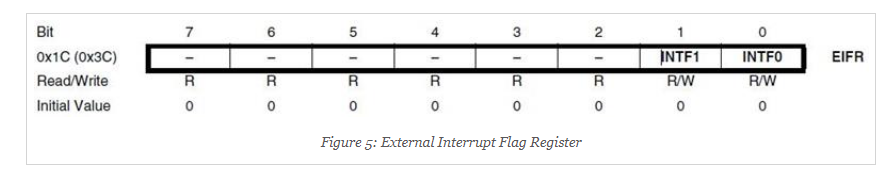 Bit 7 6 5 4 3 2 1 0
0x1C (0x3C) – – – – – – INTF1 INTF0 EIFR
Read/Write R R R R R R R/W R/W
Initial Value 0 0 0 0 0 0 0 0
Figure 5: External Interrupt Flag Register